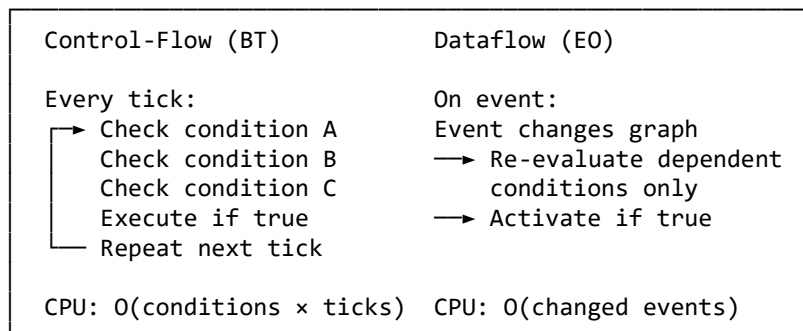 Control-Flow (BT) Dataflow (EO)
Every tick: On event:
Check condition A Event changes graph
Check condition B Re-evaluate dependent
Check condition C conditions only
Execute if true Activate if true
Repeat next tick
CPU: O(conditions × ticks) CPU: O(changed events)